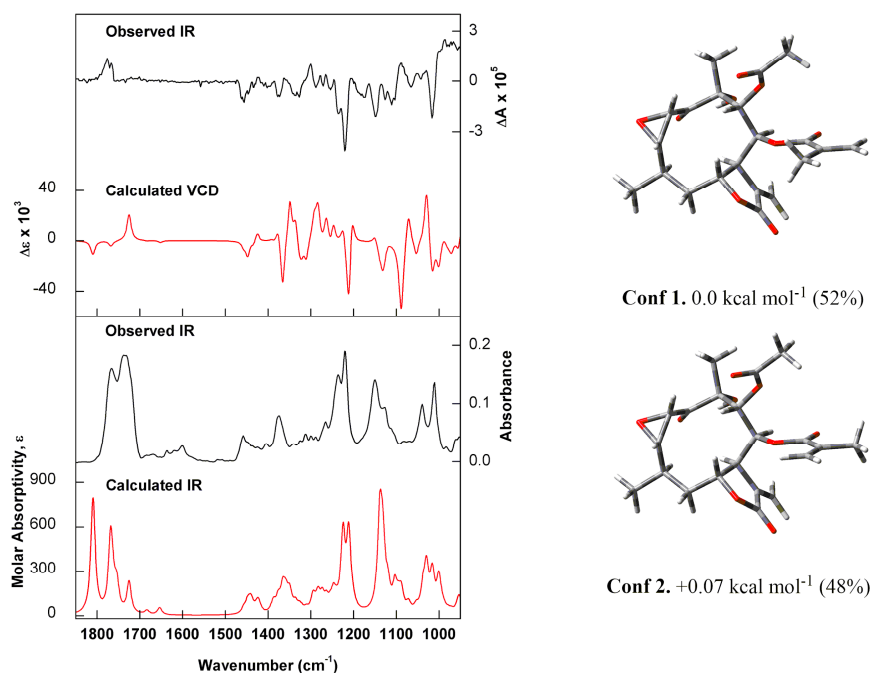 Observed IR
3
0
-3
ΔA x 10⁵
Calculated VCD
40
0
-40
Δε x 10³
Observed IR
0.2
0.1
0.0
Absorbance
Calculated IR
900
600
300
0
Molar Absorptivity, ε
1800 1700 1600 1500 1400 1300 1200 1100 1000
Wavenumber (cm⁻¹)
Conf 1. 0.0 kcal mol⁻¹ (52%)
Conf 2. +0.07 kcal mol⁻¹ (48%)